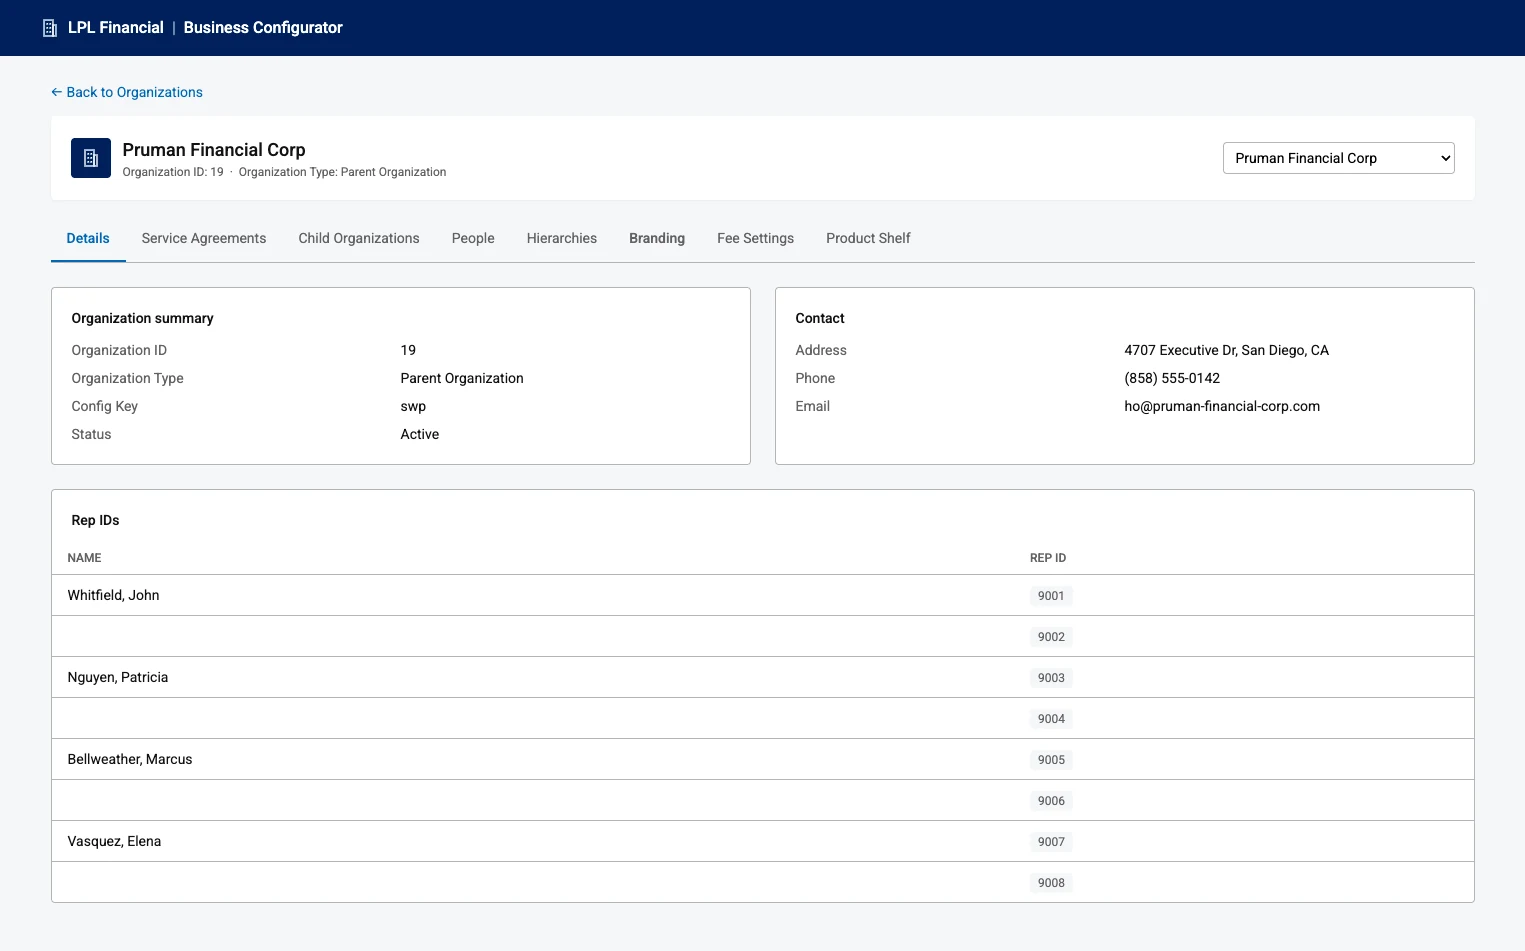 LPL Financial | Business Configurator
← Back to Organizations
Pruman Financial Corp
Organization ID: 19 · Organization Type: Parent Organization
Pruman Financial Corp
Details Service Agreements Child Organizations People Hierarchies Branding Fee Settings Product Shelf
Organization summary
Organization ID 19
Organization Type Parent Organization
Config Key swp
Status Active
Contact
Address 4707 Executive Dr, San Diego, CA
Phone (858) 555-0142
Email ho@pruman-financial-corp.com
Rep IDs
NAME REP ID
Whitfield, John 9001
9002
Nguyen, Patricia 9003
9004
Bellweather, Marcus 9005
9006
Vasquez, Elena 9007
9008